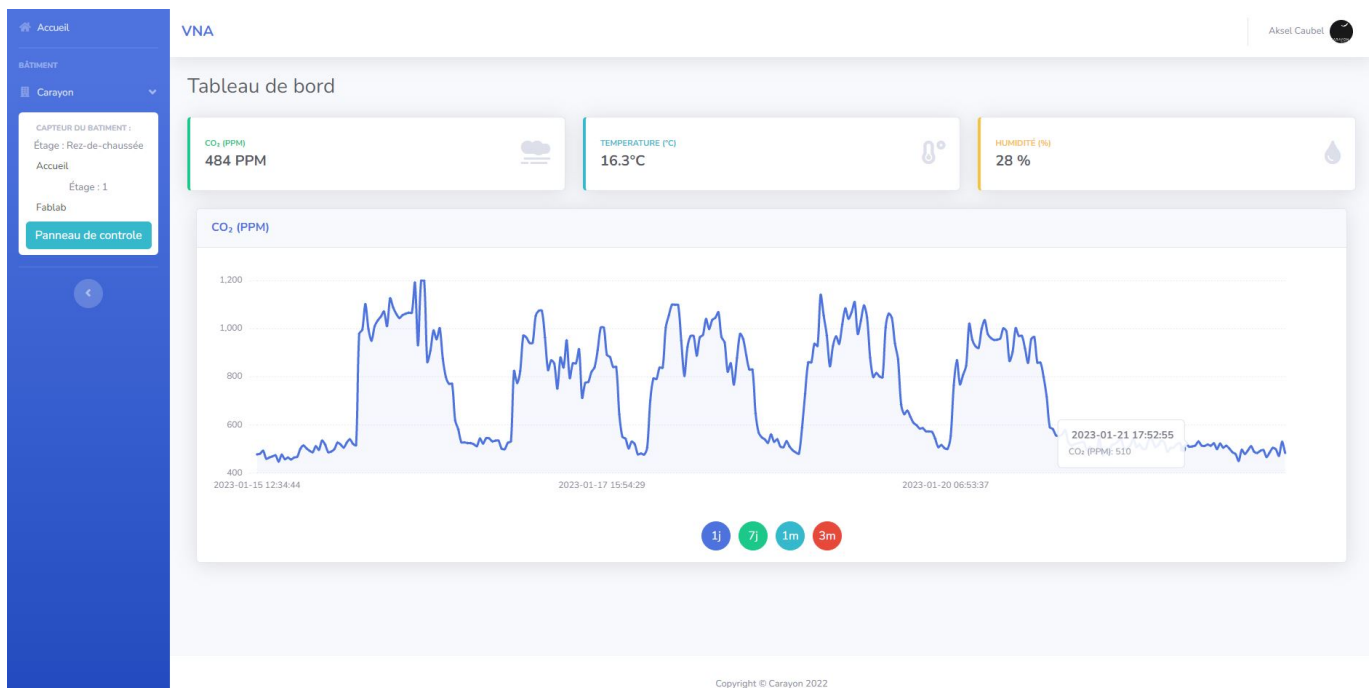 Accueil
VNA
Aksel Caubel
BÂTIMENT
Carayon
CAPTEUR DU BATIMENT :
Étage : Rez-de-chaussée
Accueil
Étage : 1
Fablab
Panneau de controle
Tableau de bord
CO₂ (PPM)
484 PPM
TEMPERATURE (°C)
16.3°C
HUMIDITÉ (%)
28 %
CO₂ (PPM)
1,200
1,000
800
600
400
2023-01-21 17:52:55
CO₂ (PPM): 510
2023-01-15 12:34:44
2023-01-17 15:54:29
2023-01-20 06:53:37
1j
7j
1m
3m
Copyright © Carayon 2022